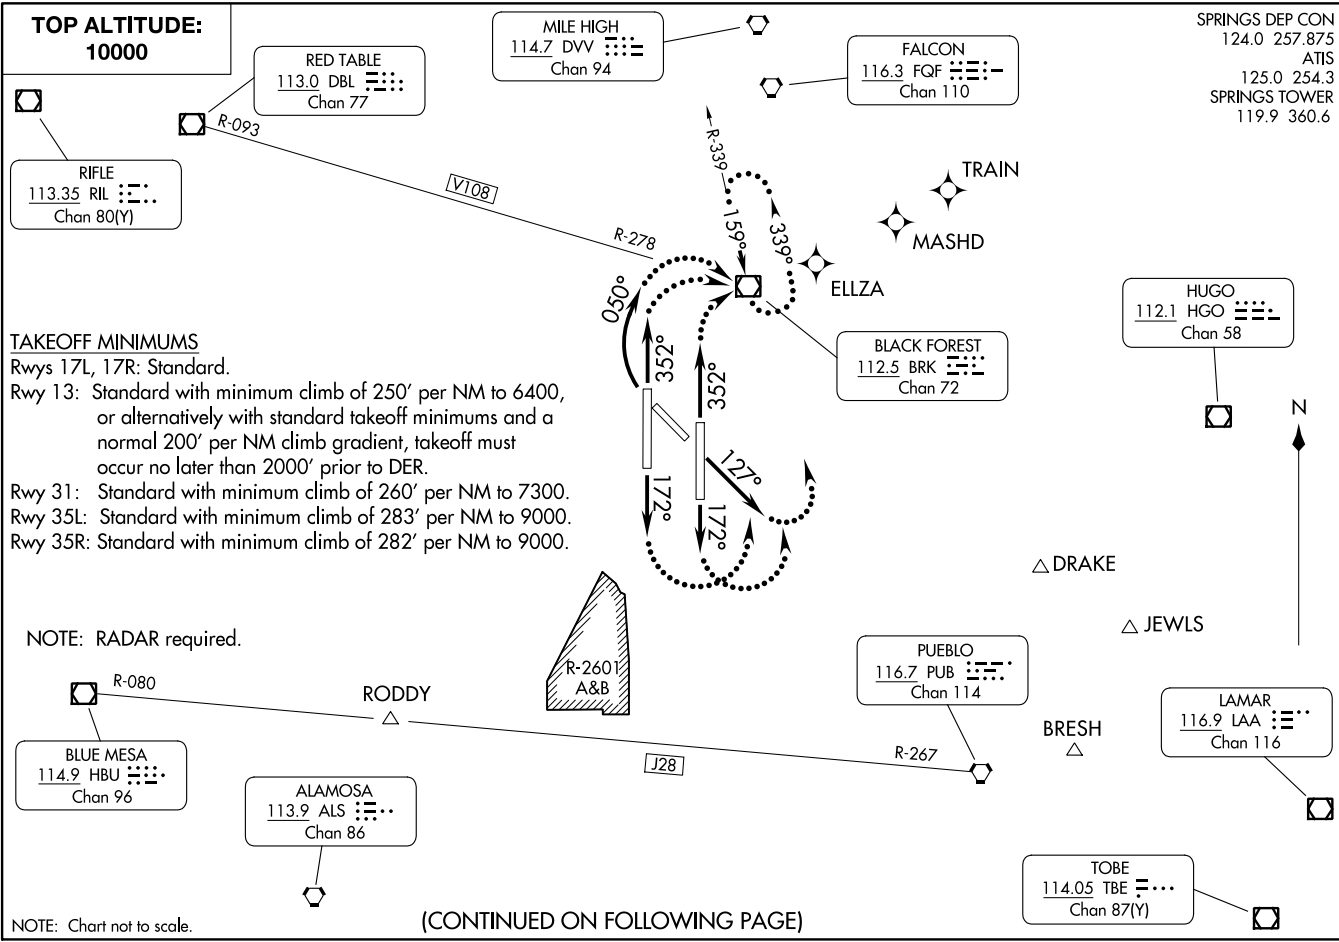 TOP ALTITUDE:
10000
MILE HIGH
114.7 DVV
Chan 94
SPRINGS DEP CON
124.0 257.875
ATIS
125.0 254.3
SPRINGS TOWER
119.9 360.6
RED TABLE
113.0 DBL
Chan 77
FALCON
116.3 FQF
Chan 110
R-093
RIFLE
113.35 RIL
Chan 80(Y)
V108
R-278
R-339
159°
339°
TRAIN
MASHD
ELLZA
HUGO
112.1 HGO
Chan 58
BLACK FOREST
112.5 BRK
Chan 72
050°
352°
352°
127°
172°
172°
N
TAKEOFF MINIMUMS
Rwys 17L, 17R: Standard.
Rwy 13: Standard with minimum climb of 250' per NM to 6400,
or alternatively with standard takeoff minimums and a
normal 200' per NM climb gradient, takeoff must
occur no later than 2000' prior to DER.
Rwy 31: Standard with minimum climb of 260' per NM to 7300.
Rwy 35L: Standard with minimum climb of 283' per NM to 9000.
Rwy 35R: Standard with minimum climb of 282' per NM to 9000.
DRAKE
JEWLS
NOTE: RADAR required.
R-2601
A&B
PUEBLO
116.7 PUB
Chan 114
R-080
RODDY
BRESH
LAMAR
116.9 LAA
Chan 116
BLUE MESA
114.9 HBU
Chan 96
J28
R-267
ALAMOSA
113.9 ALS
Chan 86
TOBE
114.05 TBE
Chan 87(Y)
NOTE: Chart not to scale.
(CONTINUED ON FOLLOWING PAGE)